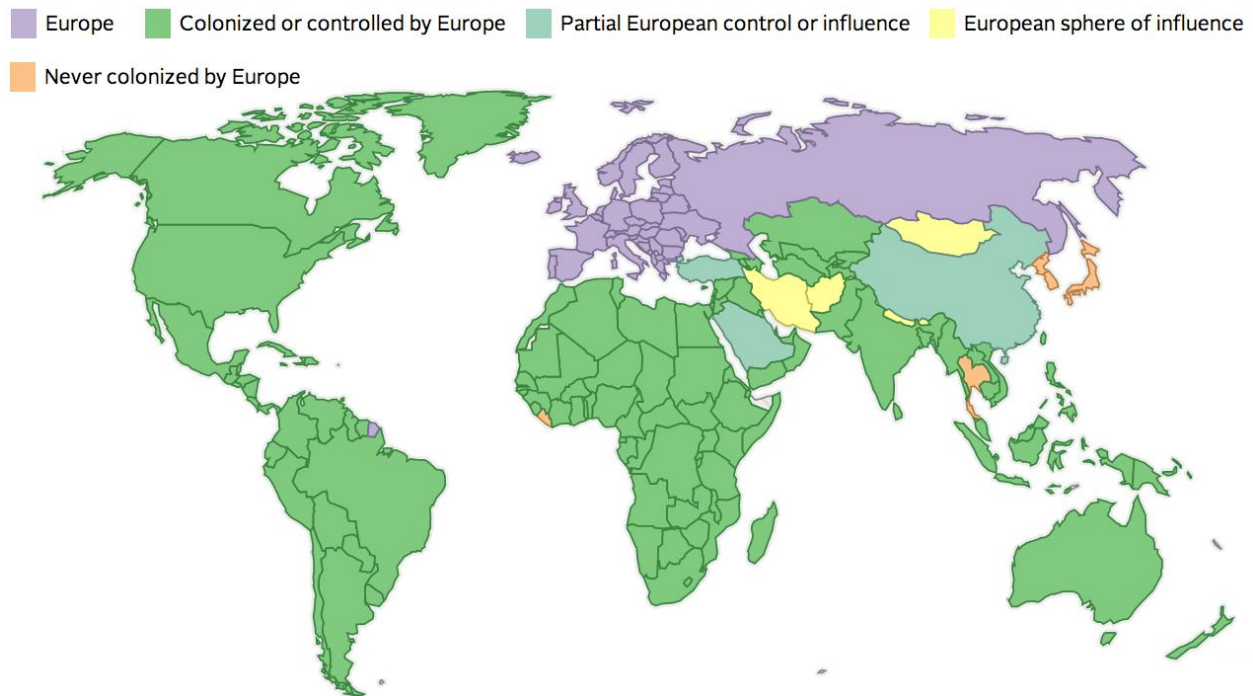 Europe Colonized or controlled by Europe Partial European control or influence European sphere of influence
Never colonized by Europe